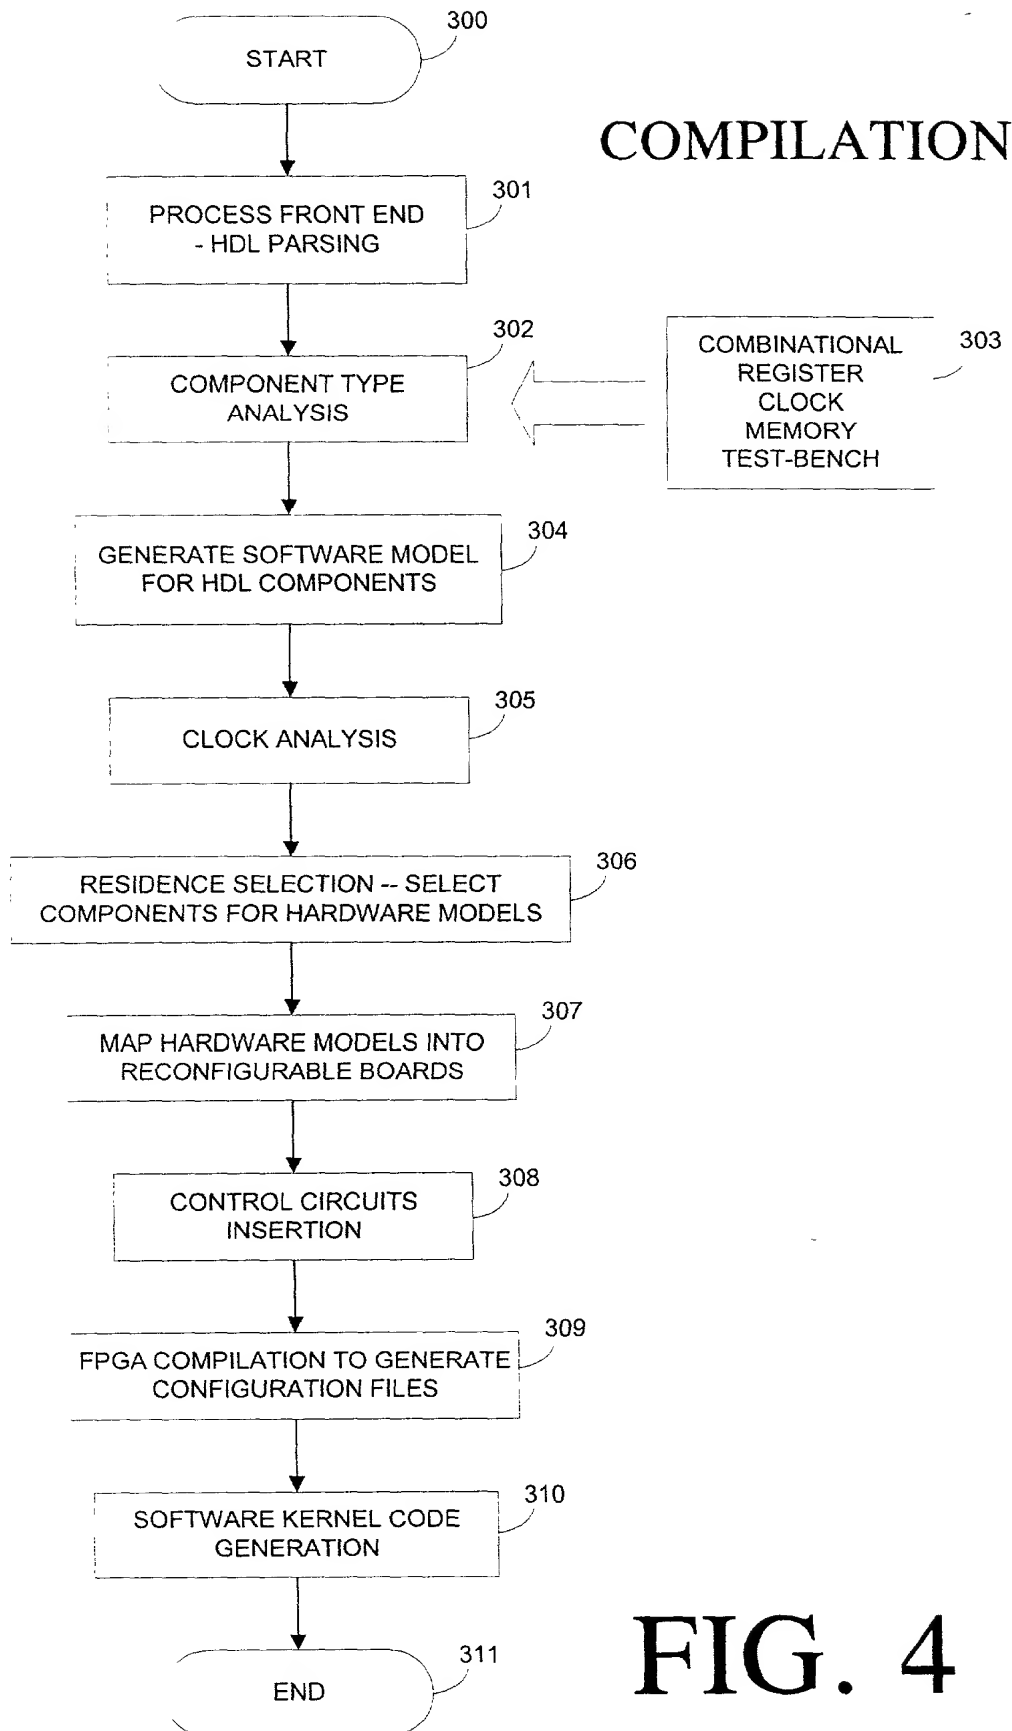 300
START
COMPILATION
301
PROCESS FRONT END
- HDL PARSING
302
COMPONENT TYPE
ANALYSIS
303
COMBINATIONAL
REGISTER
CLOCK
MEMORY
TEST-BENCH
304
GENERATE SOFTWARE MODEL
FOR HDL COMPONENTS
305
CLOCK ANALYSIS
306
RESIDENCE SELECTION -- SELECT
COMPONENTS FOR HARDWARE MODELS
307
MAP HARDWARE MODELS INTO
RECONFIGURABLE BOARDS
308
CONTROL CIRCUITS
INSERTION
309
FPGA COMPILATION TO GENERATE
CONFIGURATION FILES
310
SOFTWARE KERNEL CODE
GENERATION
311
END
FIG. 4